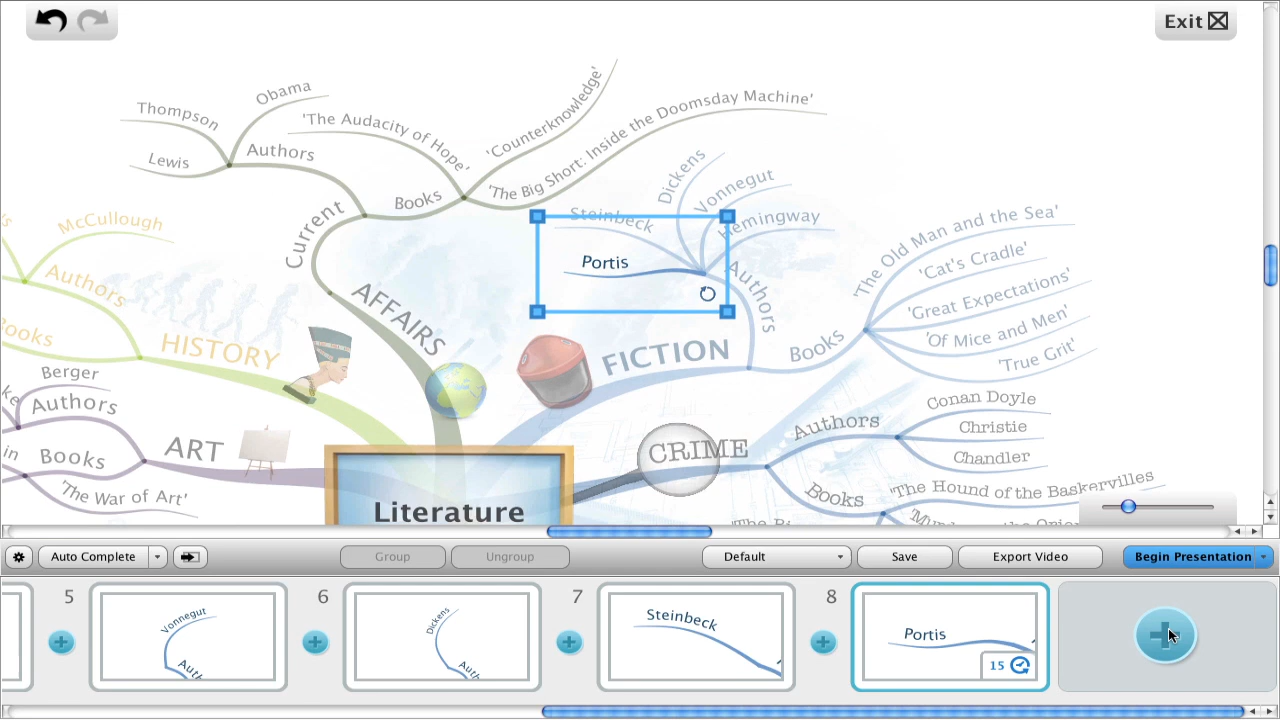 Exit
Obama
Thompson
'The Audacity of Hope'
'Counterknowledge'
'The Big Short: Inside the Doomsday Machine'
Authors
Lewis
Books
Current
AFFAIRS
Dickens
Vonnegut
Steinbeck
Hemingway
Portis
Authors
'The Old Man and the Sea'
'Cat's Cradle'
'Great Expectations'
'Of Mice and Men'
'True Grit'
Books
FICTION
McCullough
Authors
Books
HISTORY
Berger
Authors
in
Books
ART
'The War of Art'
CRIME
Authors
Conan Doyle
Christie
Chandler
Books
'The Hound of the Baskervilles
Literature
Auto Complete
Group
Ungroup
Default
Save
Export Video
Begin Presentation
5
Vonnegut
Auth
6
Dickens
Auth
7
Steinbeck
8
Portis
15